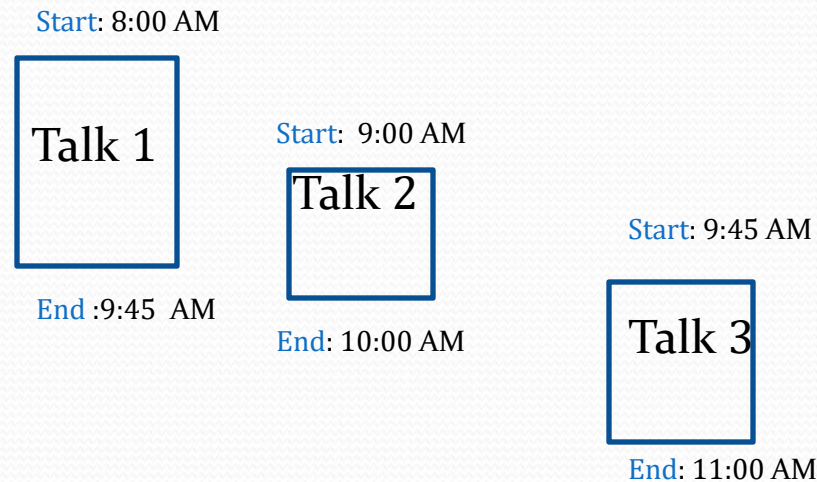 Start: 8:00 AM
Talk 1
End :9:45 AM
Start: 9:00 AM
Talk 2
End: 10:00 AM
Start: 9:45 AM
Talk 3
End: 11:00 AM